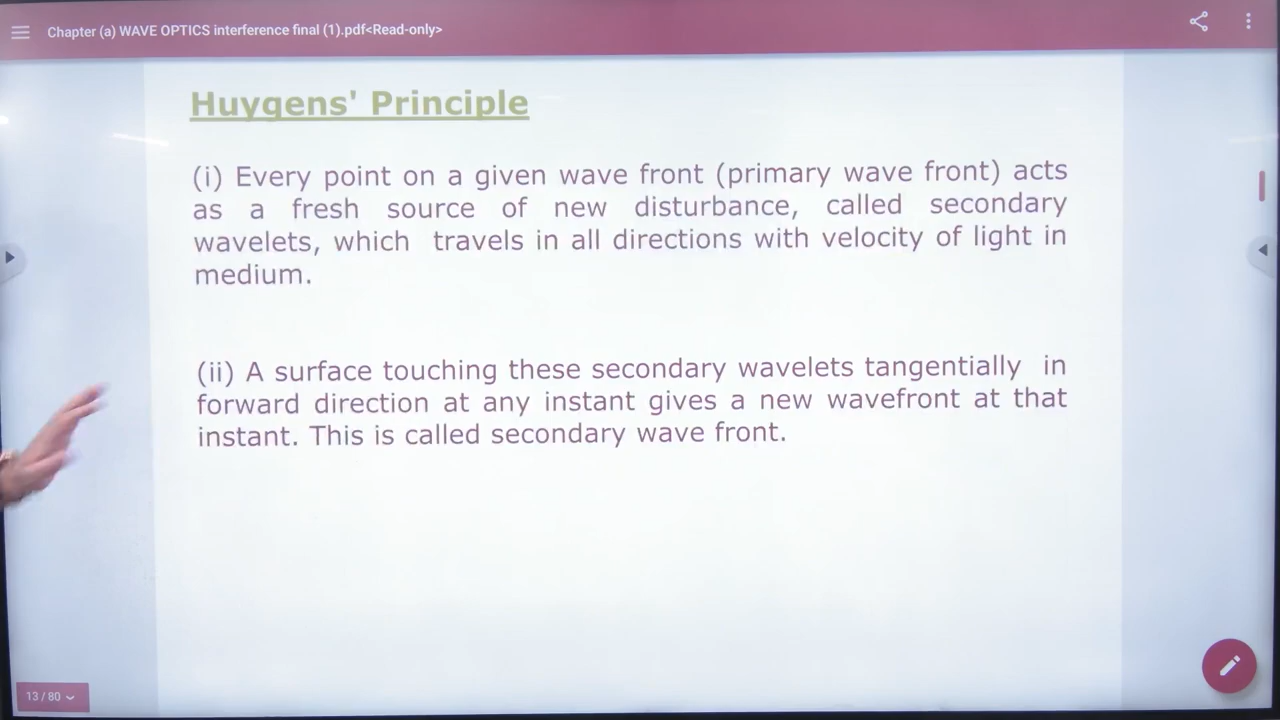 Chapter (a) WAVE OPTICS interference final (1).pdf<Read-only>
Huygens' Principle
(i) Every point on a given wave front (primary wave front) acts
as a fresh source of new disturbance, called secondary
wavelets, which travels in all directions with velocity of light in
medium.
(ii) A surface touching these secondary wavelets tangentially in
forward direction at any instant gives a new wavefront at that
instant. This is called secondary wave front.
13 / 80